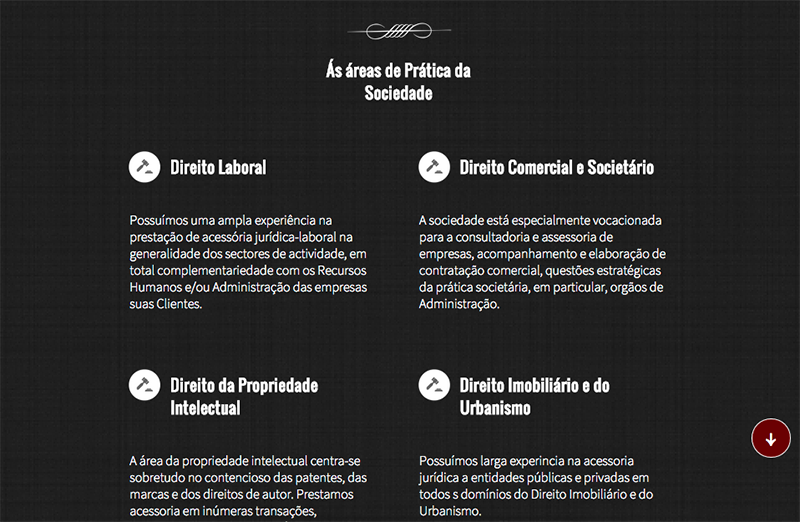 Ás áreas de Prática da
Sociedade
Direito Laboral
Possuímos uma ampla experiência na
prestação de acessória jurídica-laboral na
generalidade dos sectores de actividade, em
total complementariedade com os Recursos
Humanos e/ou Administração das empresas
suas Clientes.
Direito Comercial e Societário
A sociedade está especialmente vocacionada
para a consultadoria e assessoria de
empresas, acompanhamento e elaboração de
contratação comercial, questões estratégicas
da prática societária, em particular, orgãos de
Administração.
Direito da Propriedade
Intelectual
A área da propriedade intelectual centra-se
sobretudo no contencioso das patentes, das
marcas e dos direitos de autor. Prestamos
acessoria em inúmeras transações,
Direito Imobiliário e do
Urbanismo
Possuímos larga experincia na acessoria
jurídica a entidades públicas e privadas em
todos s domínios do Direito Imobiliário e do
Urbanismo.